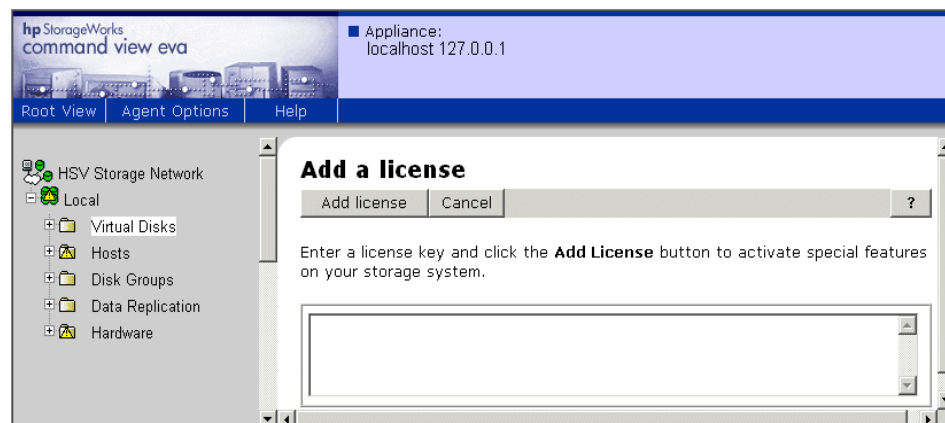 hp StorageWorks
command view eva
Appliance:
localhost 127.0.0.1
Root View Agent Options Help
HSV Storage Network
Local
Virtual Disks
Hosts
Disk Groups
Data Replication
Hardware
Add a license
Add license Cancel ?
Enter a license key and click the Add License button to activate special features
on your storage system.